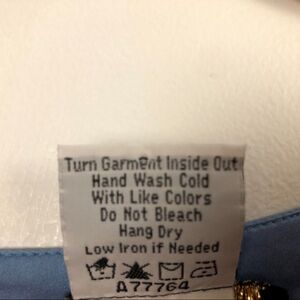 Turn Garment Inside Out
Hand Wash Cold
With Like Colors
Do Not Bleach
Hang Dry
Low Iron if Needed
A77764